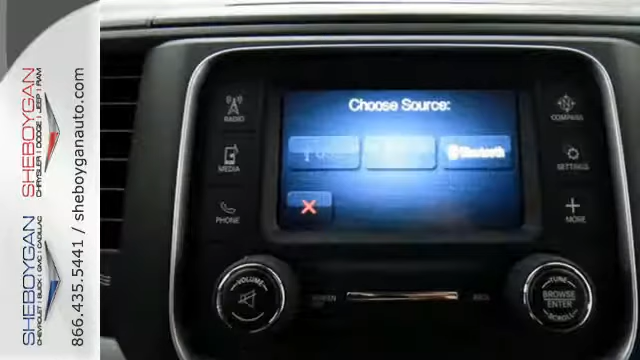 SHEBOYGAN
CHRYSLER | DODGE | JEEP | RAM
SHEBOYGAN
CHEVROLET | BUICK | GMC | CADILLAC
866.435.5441 / sheboyganauto.com
Choose Source:
Bluetooth
RADIO
MEDIA
PHONE
COMPASS
SETTINGS
MORE
VOLUME
TUNE
BROWSE
ENTER
SCROLL